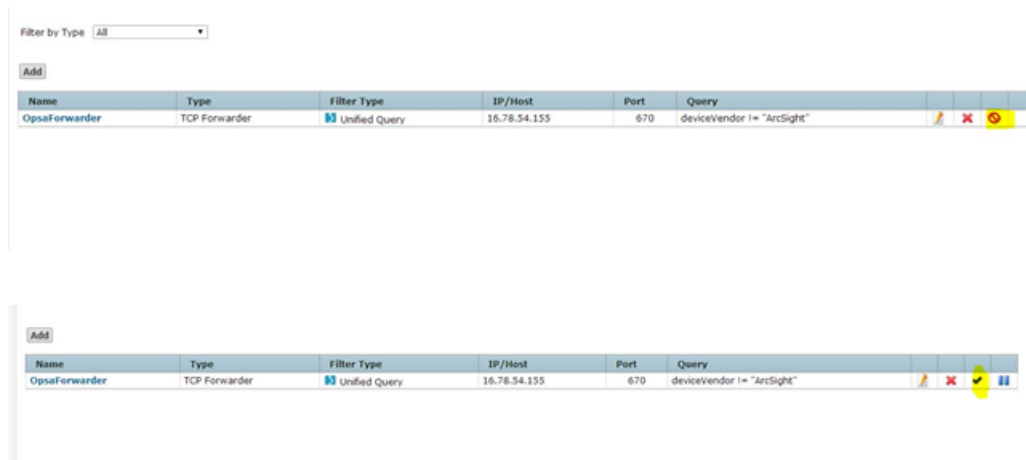 Filter by Type All
Add
Name Type Filter Type IP/Host Port Query
OpsaForwarder TCP Forwarder Unified Query 16.78.54.155 670 deviceVendor != "ArcSight"
Add
Name Type Filter Type IP/Host Port Query
OpsaForwarder TCP Forwarder Unified Query 16.78.54.155 670 deviceVendor != "ArcSight"